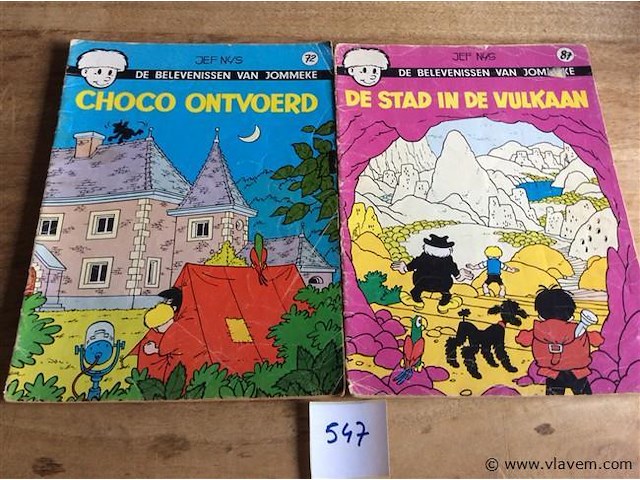 JEF NYS
72
DE BELEVENISSEN VAN JOMMEKE
CHOCO ONTVOERD
JEF NYS
87
DE BELEVENISSEN VAN JOMMEKE
DE STAD IN DE VULKAAN
547
© www.vlavem.com